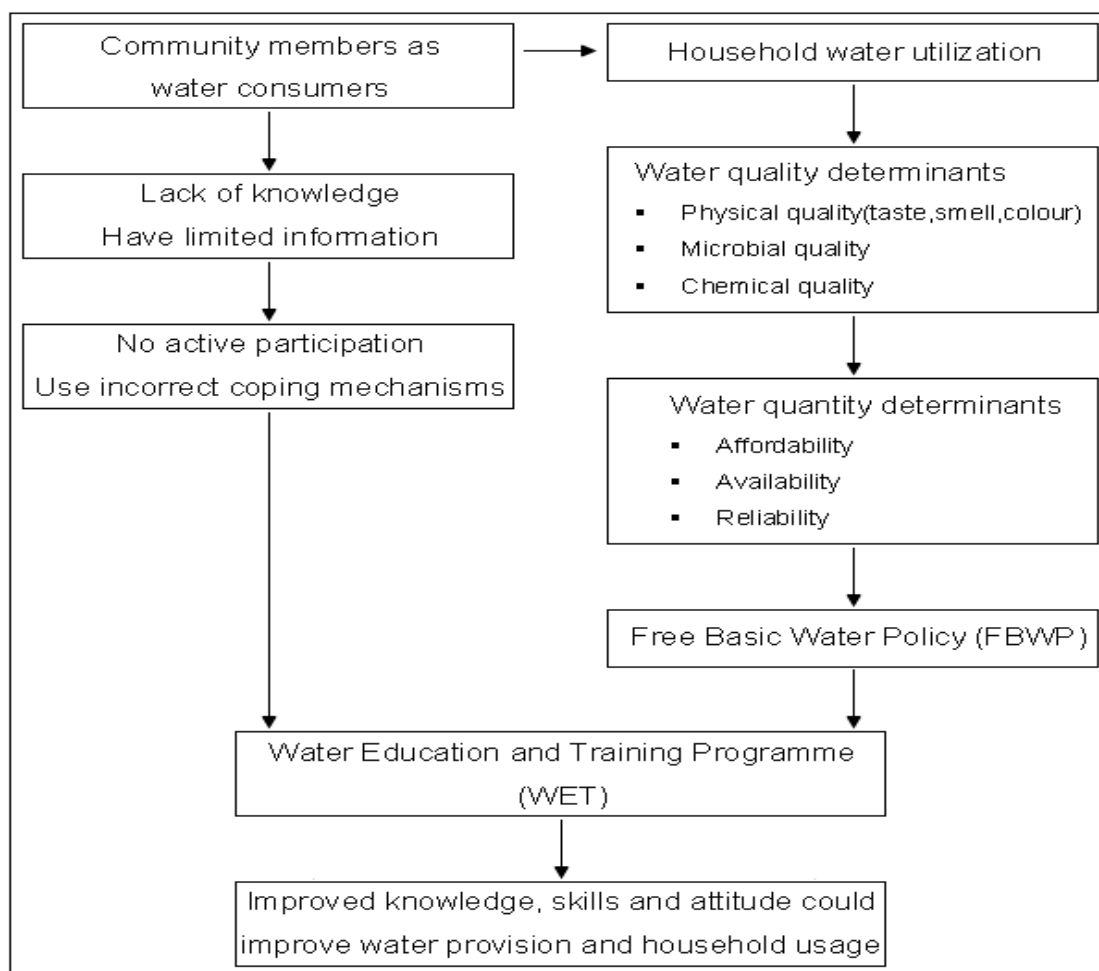 Community members as
water consumers
Household water utilization
Lack of knowledge
Have limited information
Water quality determinants
▪ Physical quality(taste,smell,colour)
▪ Microbial quality
▪ Chemical quality
No active participation
Use incorrect coping mechanisms
Water quantity determinants
▪ Affordability
▪ Availability
▪ Reliability
Free Basic Water Policy (FBWP)
Water Education and Training Programme
(WET)
Improved knowledge, skills and attitude could
improve water provision and household usage